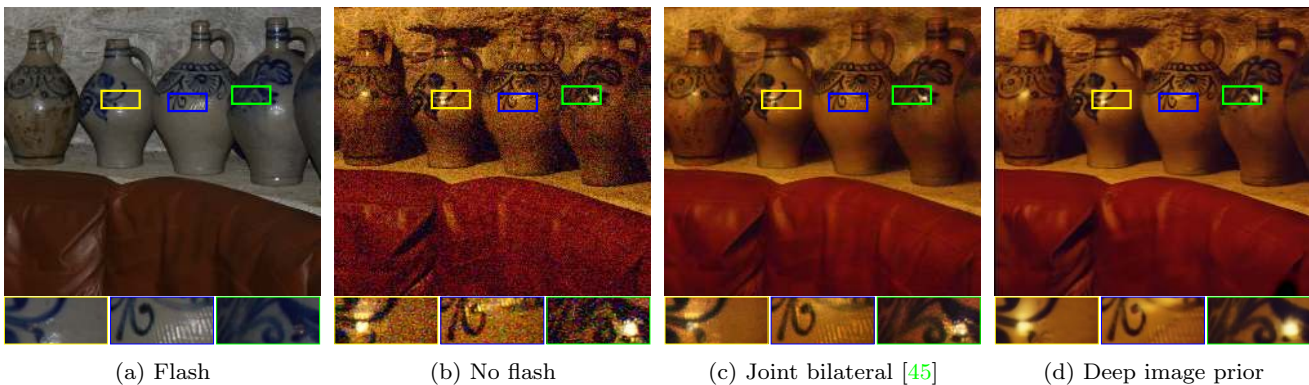 (a) Flash
(b) No flash
(c) Joint bilateral [45]
(d) Deep image prior